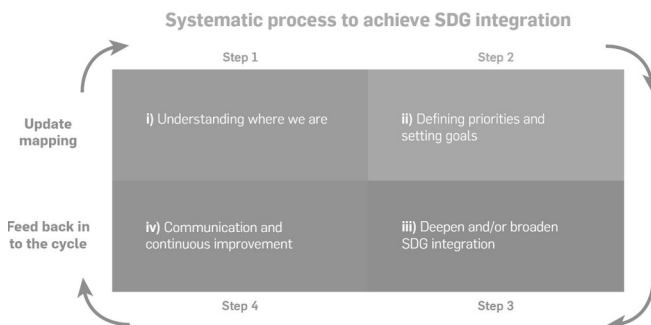 Systematic process to achieve SDG integration
Step 1
Step 2
Update
mapping
i) Understanding where we are
ii) Defining priorities and
setting goals
Feed back in
to the cycle
iv) Communication and
continuous improvement
iii) Deepen and/or broaden
SDG integration
Step 4
Step 3